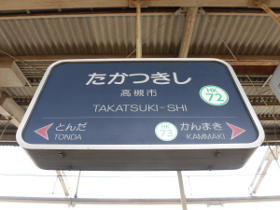 たかつきし
高槻市
TAKATSUKI-SHI
HK
72
とんだ
TONDA
HK
73
かんまき
KAMMAKI